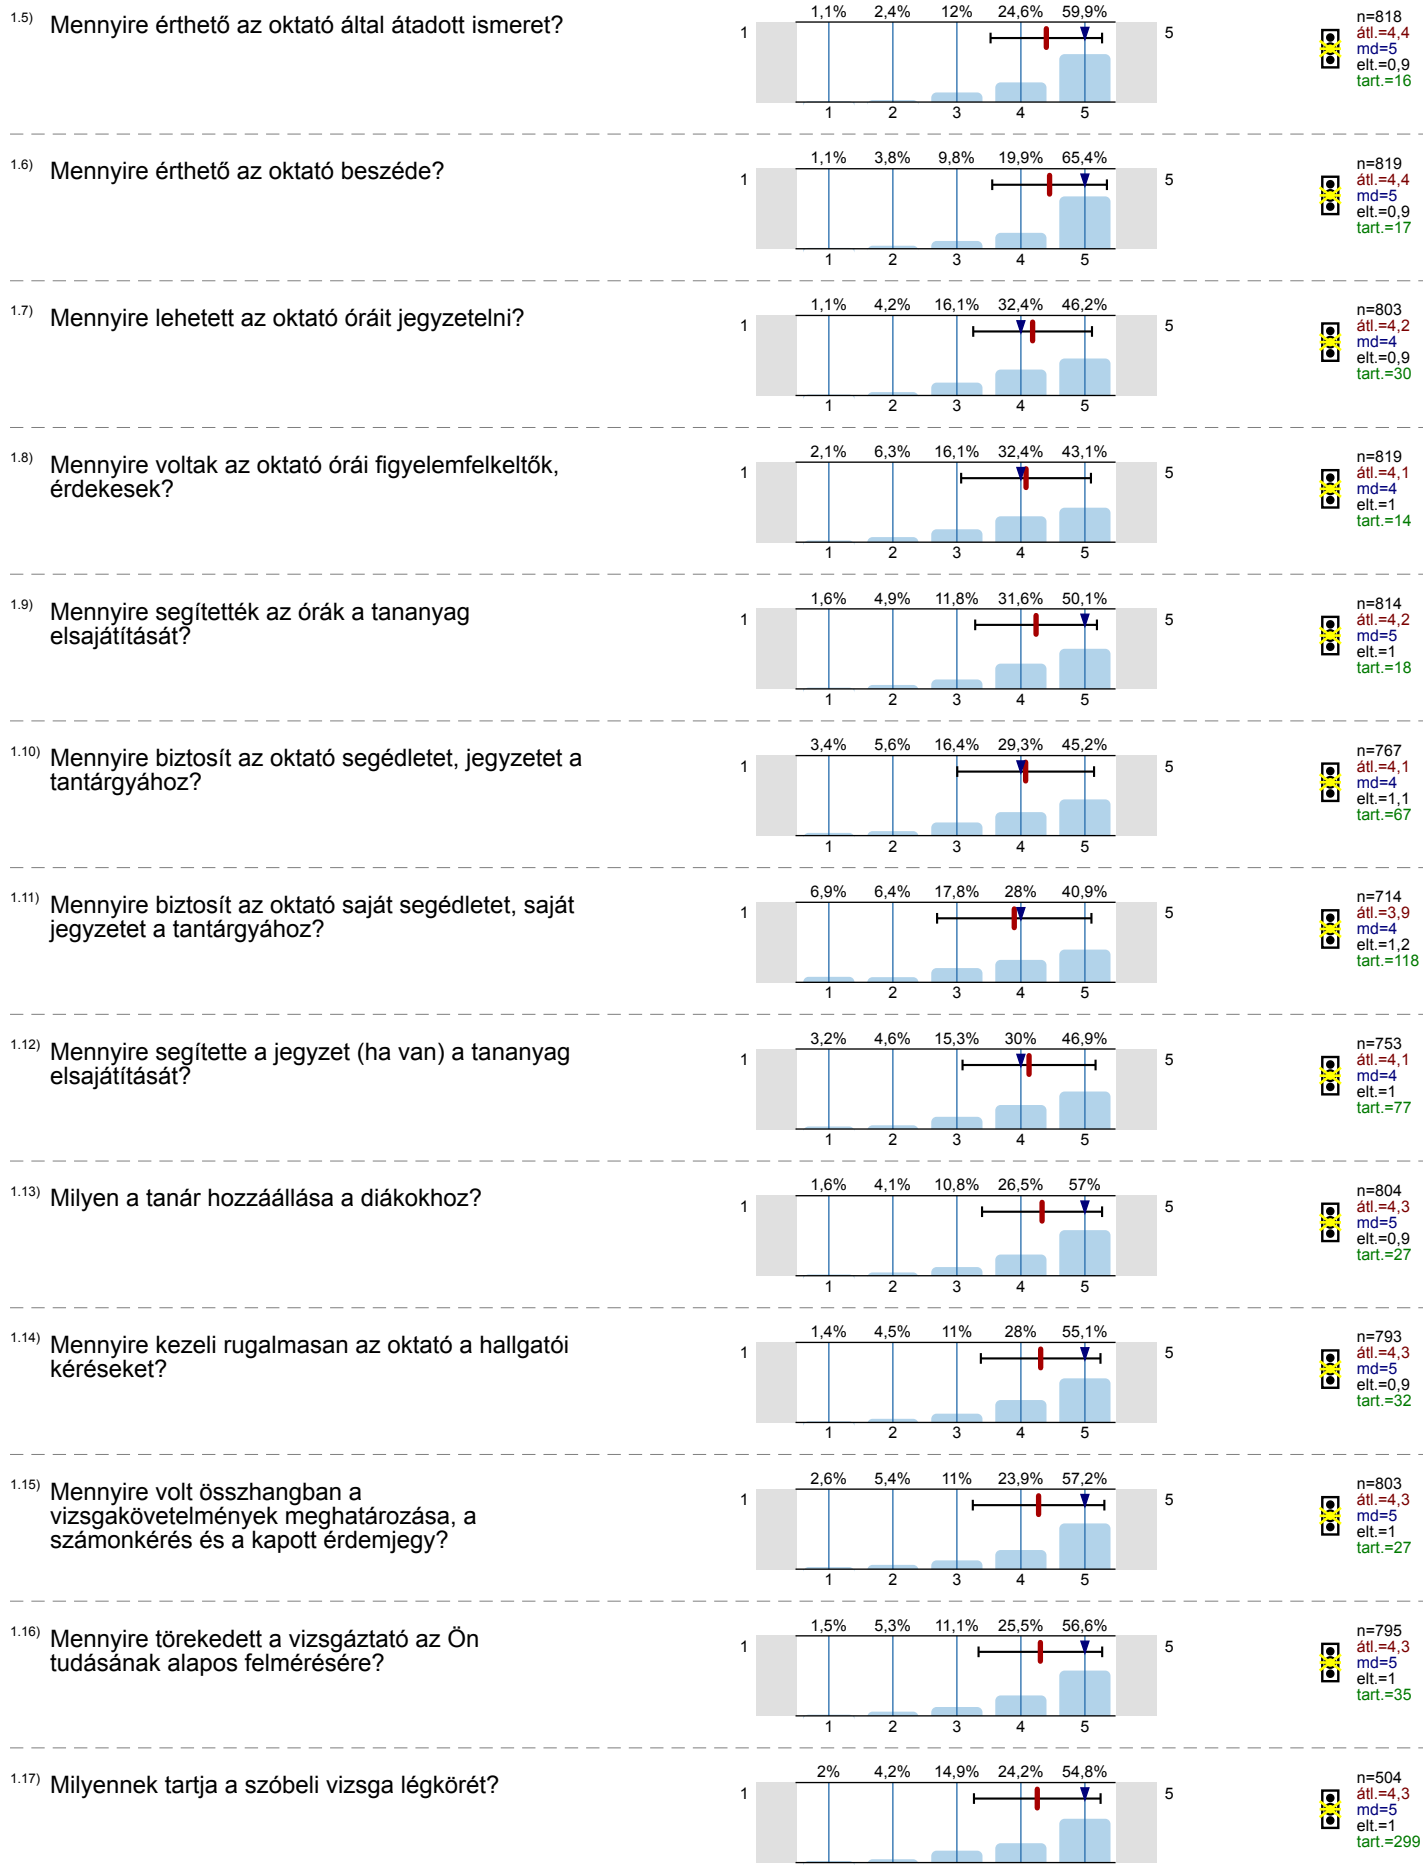 1.5) Mennyire érthető az oktató által átadott ismeret?
1,1% 2,4% 12% 24,6% 59,9%
1 5
1 2 3 4 5
n=818
átl.=4,4
md=5
elt.=0,9
tart.=16
1.6) Mennyire érthető az oktató beszéde?
1,1% 3,8% 9,8% 19,9% 65,4%
1 5
1 2 3 4 5
n=819
átl.=4,4
md=5
elt.=0,9
tart.=17
1.7) Mennyire lehetett az oktató óráit jegyzetelni?
1,1% 4,2% 16,1% 32,4% 46,2%
1 5
1 2 3 4 5
n=803
átl.=4,2
md=4
elt.=0,9
tart.=30
1.8) Mennyire voltak az oktató órái figyelemfelkeltők,
érdekesek?
2,1% 6,3% 16,1% 32,4% 43,1%
1 5
1 2 3 4 5
n=819
átl.=4,1
md=4
elt.=1
tart.=14
1.9) Mennyire segítették az órák a tananyag
elsajátítását?
1,6% 4,9% 11,8% 31,6% 50,1%
1 5
1 2 3 4 5
n=814
átl.=4,2
md=5
elt.=1
tart.=18
1.10) Mennyire biztosít az oktató segédletet, jegyzetet a
tantárgyához?
3,4% 5,6% 16,4% 29,3% 45,2%
1 5
1 2 3 4 5
n=767
átl.=4,1
md=4
elt.=1,1
tart.=67
1.11) Mennyire biztosít az oktató saját segédletet, saját
jegyzetet a tantárgyához?
6,9% 6,4% 17,8% 28% 40,9%
1 5
1 2 3 4 5
n=714
átl.=3,9
md=4
elt.=1,2
tart.=118
1.12) Mennyire segítette a jegyzet (ha van) a tananyag
elsajátítását?
3,2% 4,6% 15,3% 30% 46,9%
1 5
1 2 3 4 5
n=753
átl.=4,1
md=4
elt.=1
tart.=77
1.13) Milyen a tanár hozzáállása a diákokhoz?
1,6% 4,1% 10,8% 26,5% 57%
1 5
1 2 3 4 5
n=804
átl.=4,3
md=5
elt.=0,9
tart.=27
1.14) Mennyire kezeli rugalmasan az oktató a hallgatói
kéréseket?
1,4% 4,5% 11% 28% 55,1%
1 5
1 2 3 4 5
n=793
átl.=4,3
md=5
elt.=0,9
tart.=32
1.15) Mennyire volt összhangban a
vizsgakövetelmények meghatározása, a
számonkérés és a kapott érdemjegy?
2,6% 5,4% 11% 23,9% 57,2%
1 5
1 2 3 4 5
n=803
átl.=4,3
md=5
elt.=1
tart.=27
1.16) Mennyire törekedett a vizsgáztató az Ön
tudásának alapos felmérésére?
1,5% 5,3% 11,1% 25,5% 56,6%
1 5
1 2 3 4 5
n=795
átl.=4,3
md=5
elt.=1
tart.=35
1.17) Milyennek tartja a szóbeli vizsga légkörét?
2% 4,2% 14,9% 24,2% 54,8%
1 5
n=504
átl.=4,3
md=5
elt.=1
tart.=299